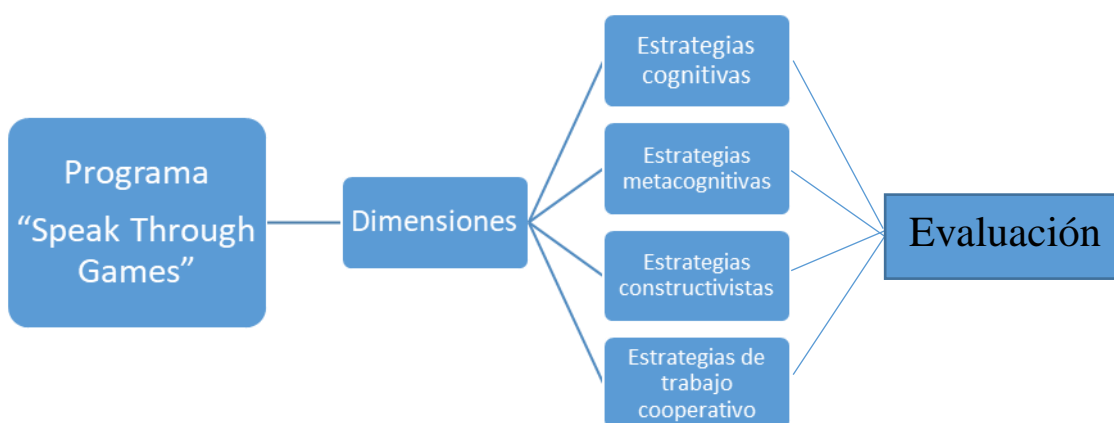 Programa
“Speak Through
Games”
Dimensiones
Estrategias
cognitivas
Estrategias
metacognitivas
Estrategias
constructivistas
Estrategias de
trabajo
cooperativo
Evaluación